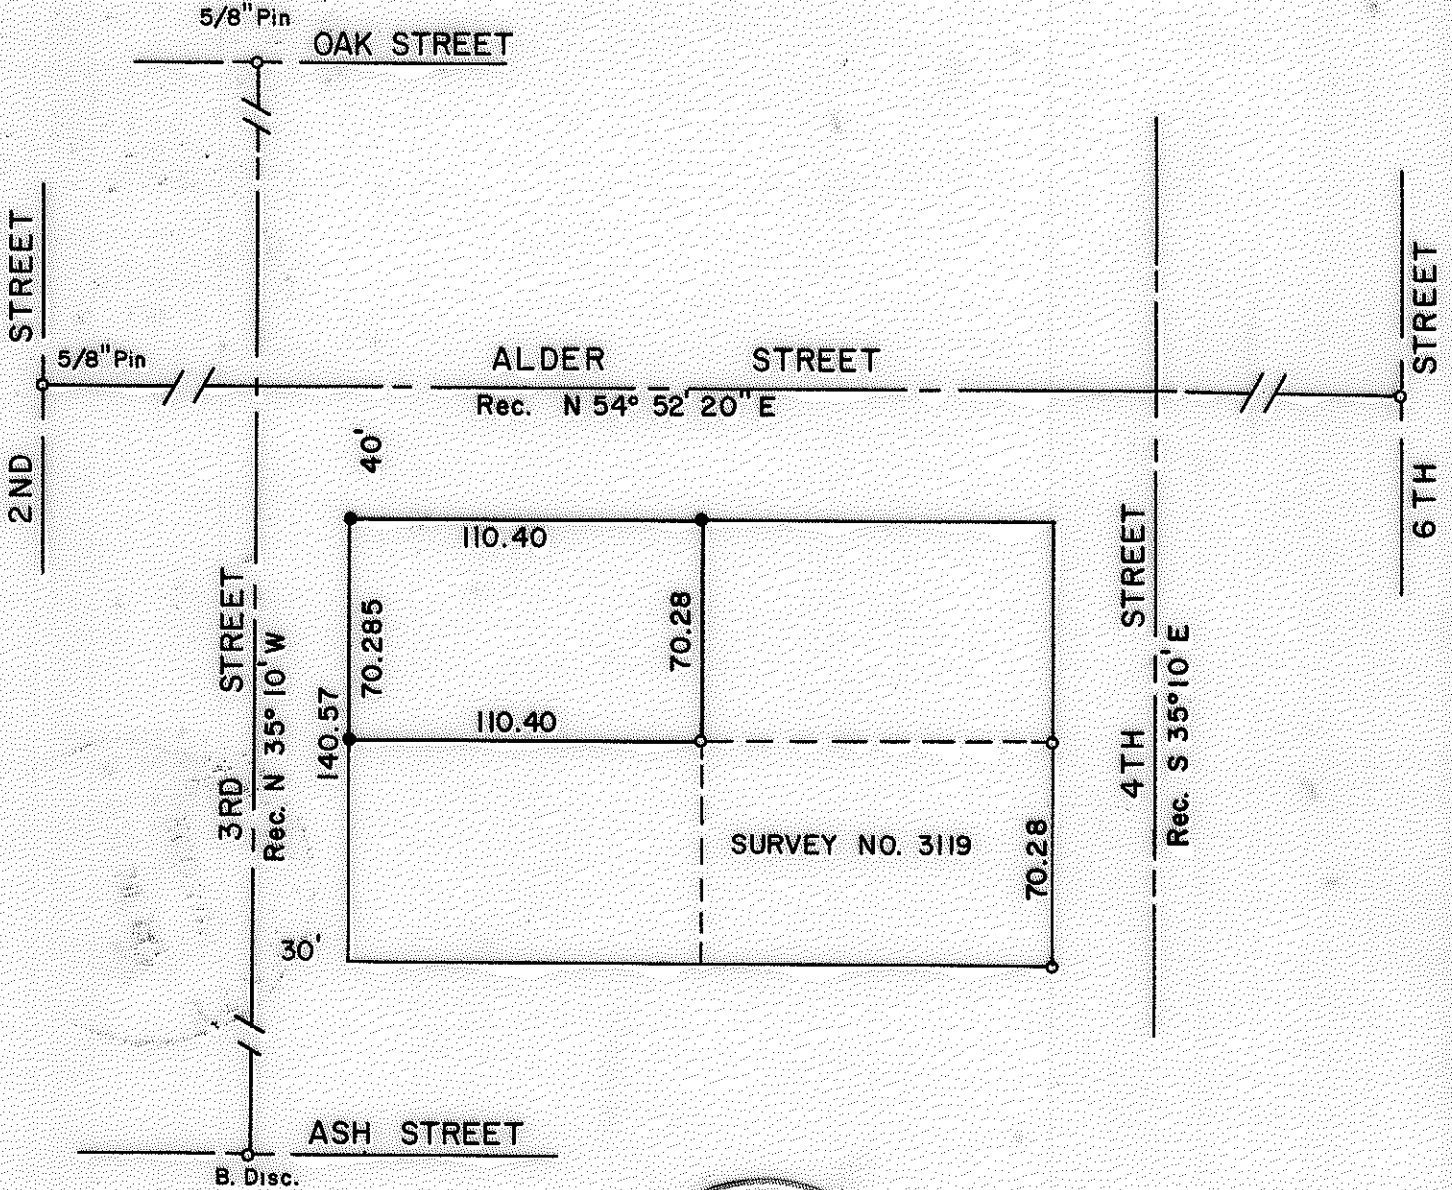 5/8" Pin
OAK STREET
2ND STREET
5/8" Pin
ALDER STREET
Rec. N 54° 52' 20" E
40'
6TH STREET
110.40
70.285
70.28
3RD STREET
Rec. N 35° 10' W
140.57
110.40
4TH STREET
Rec. S 35° 10' E
SURVEY NO. 3119
70.28
30'
ASH STREET
B. Disc.